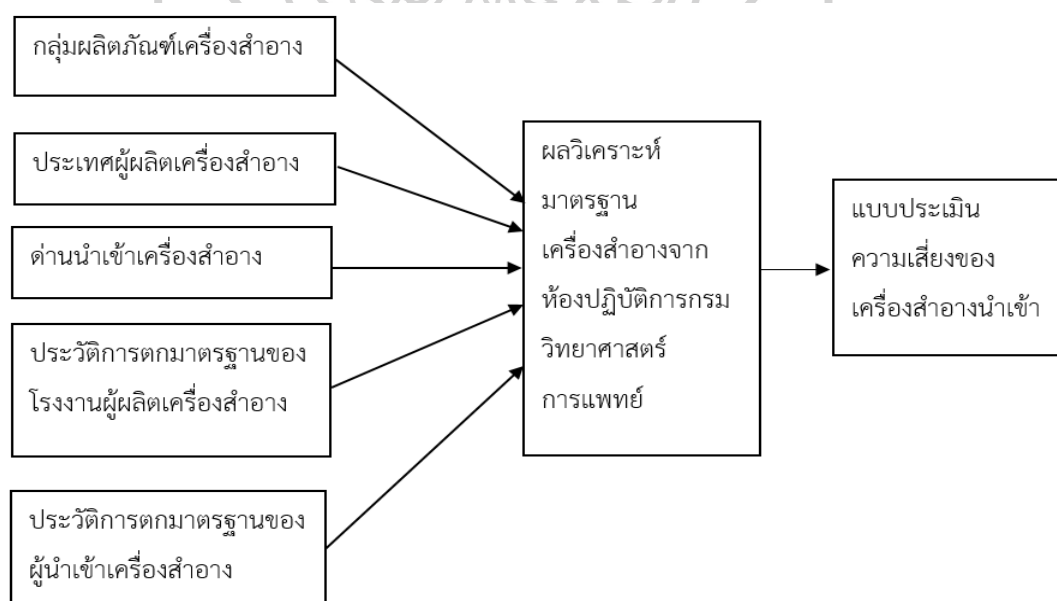 กลุ่มผลิตภัณฑ์เครื่องสำอาง
ประเทศผู้ผลิตเครื่องสำอาง
ด่านนำเข้าเครื่องสำอาง
ประวัติการตกมาตรฐานของ
โรงงานผู้ผลิตเครื่องสำอาง
ประวัติการตกมาตรฐานของ
ผู้นำเข้าเครื่องสำอาง
ผลวิเคราะห์
มาตรฐาน
เครื่องสำอางจาก
ห้องปฏิบัติการกรม
วิทยาศาสตร์
การแพทย์
แบบประเมิน
ความเสี่ยงของ
เครื่องสำอางนำเข้า